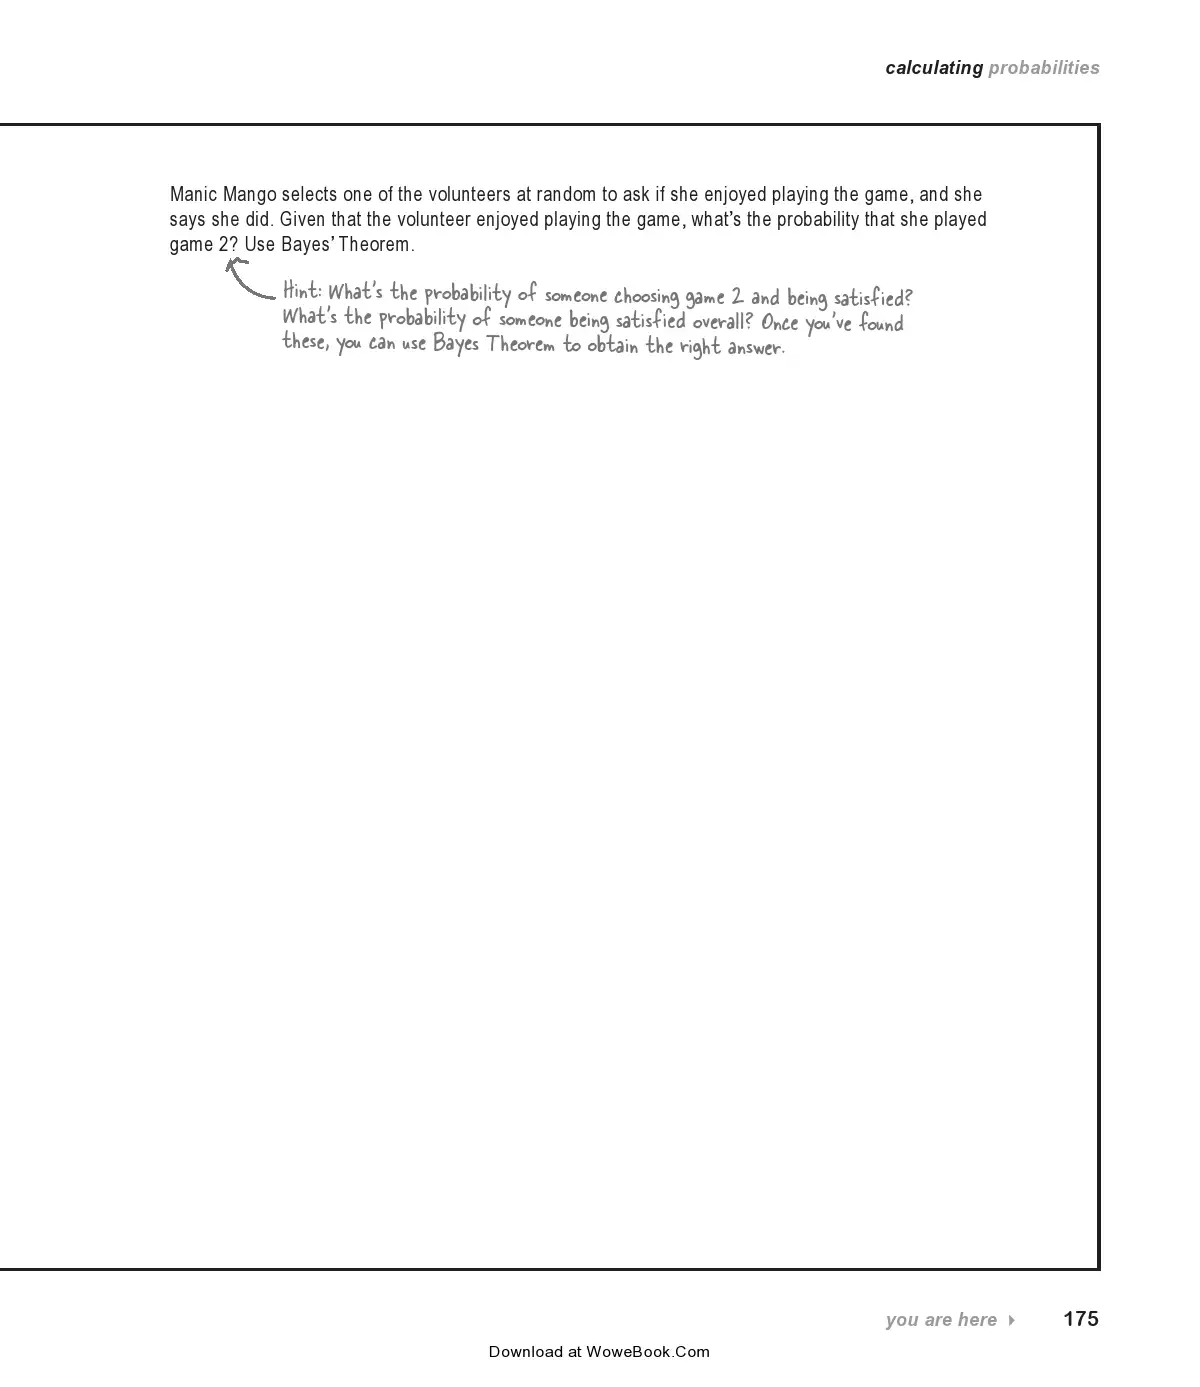 calculating probabilities
Manic Mango selects one of the volunteers at random to ask if she enjoyed playing the game, and she
says she did. Given that the volunteer enjoyed playing the game, what’s the probability that she played
game 2? Use Bayes’ Theorem.
Hint: What’s the probability of someone choosing game 2 and being satisfied?
What’s the probability of someone being satisfied overall? Once you’ve found
these, you can use Bayes Theorem to obtain the right answer.
you are here 175
Download at WoweBook.Com